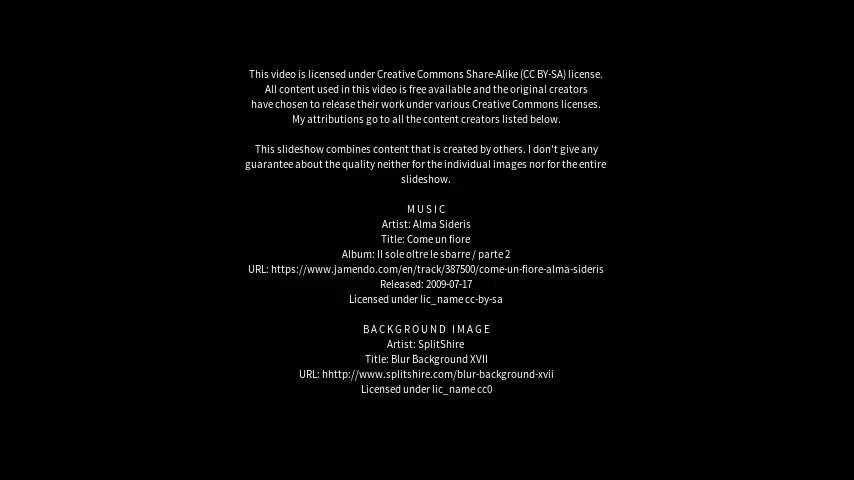 This video is licensed under Creative Commons Share-Alike (CC BY-SA) license.
All content used in this video is free available and the original creators
have chosen to release their work under various Creative Commons licenses.
My attributions go to all the content creators listed below.
This slideshow combines content that is created by others. I don't give any
guarantee about the quality neither for the individual images nor for the entire
slideshow.
MUSIC
Artist: Alma Sideris
Title: Come un fiore
Album: Il sole oltre le sbarre / parte 2
URL: https://www.jamendo.com/en/track/387500/come-un-fiore-alma-sideris
Released: 2009-07-17
Licensed under lic_name cc-by-sa
BACKGROUND IMAGE
Artist: SplitShire
Title: Blur Background XVII
URL: hhttp://www.splitshire.com/blur-background-xvii
Licensed under lic_name cc0